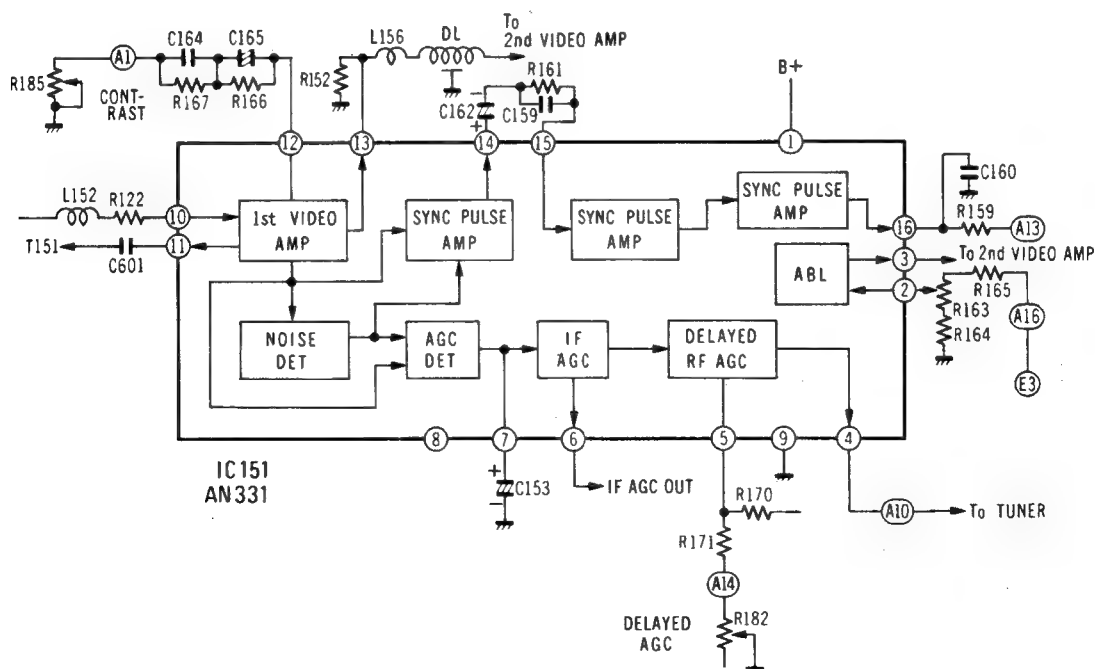 To
2nd VIDEO AMP
L156
DL
C164
C165
A1
R185
CONT-
RAST
R167
R166
R152
C162
-
+
R161
C159
B+
12
13
14
15
1
C160
L152
R122
10
1st VIDEO
AMP
SYNC PULSE
AMP
SYNC PULSE
AMP
SYNC PULSE
AMP
16
R159
A13
T151
C601
11
3
To 2nd VIDEO AMP
ABL
2
R165
R163
R164
A16
NOISE
DET
AGC
DET
IF
AGC
DELAYED
RF AGC
E3
8
7
6
5
9
4
IC151
AN331
+
-
C153
IF AGC OUT
R170
R171
A10
To TUNER
A14
DELAYED
AGC
R182